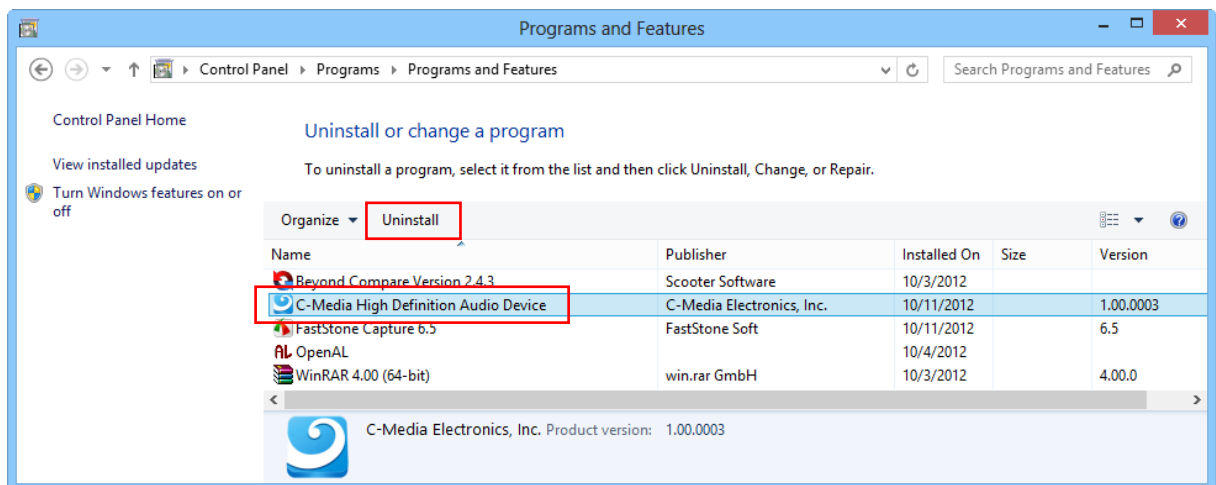 Programs and Features
Control Panel Programs Programs and Features
Search Programs and Features
Control Panel Home
View installed updates
Turn Windows features on or
off
Uninstall or change a program
To uninstall a program, select it from the list and then click Uninstall, Change, or Repair.
Organize Uninstall
Name Publisher Installed On Size Version
Beyond Compare Version 2.4.3 Scooter Software 10/3/2012
C-Media High Definition Audio Device C-Media Electronics, Inc. 10/11/2012 1.00.0003
FastStone Capture 6.5 FastStone Soft 10/11/2012 6.5
AL OpenAL 10/4/2012
WinRAR 4.00 (64-bit) win.rar GmbH 10/3/2012 4.00.0
C-Media Electronics, Inc. Product version: 1.00.0003